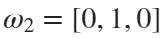 ω₂ = [0, 1, 0]